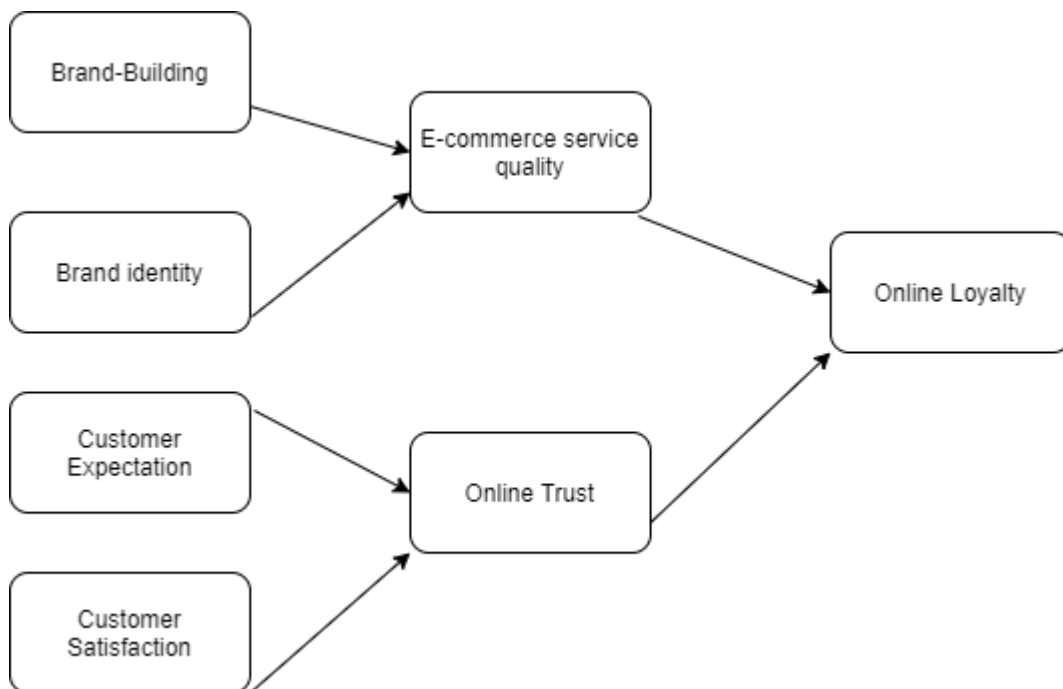 Brand-Building
E-commerce service
quality
Brand identity
Online Loyalty
Customer
Expectation
Online Trust
Customer
Satisfaction